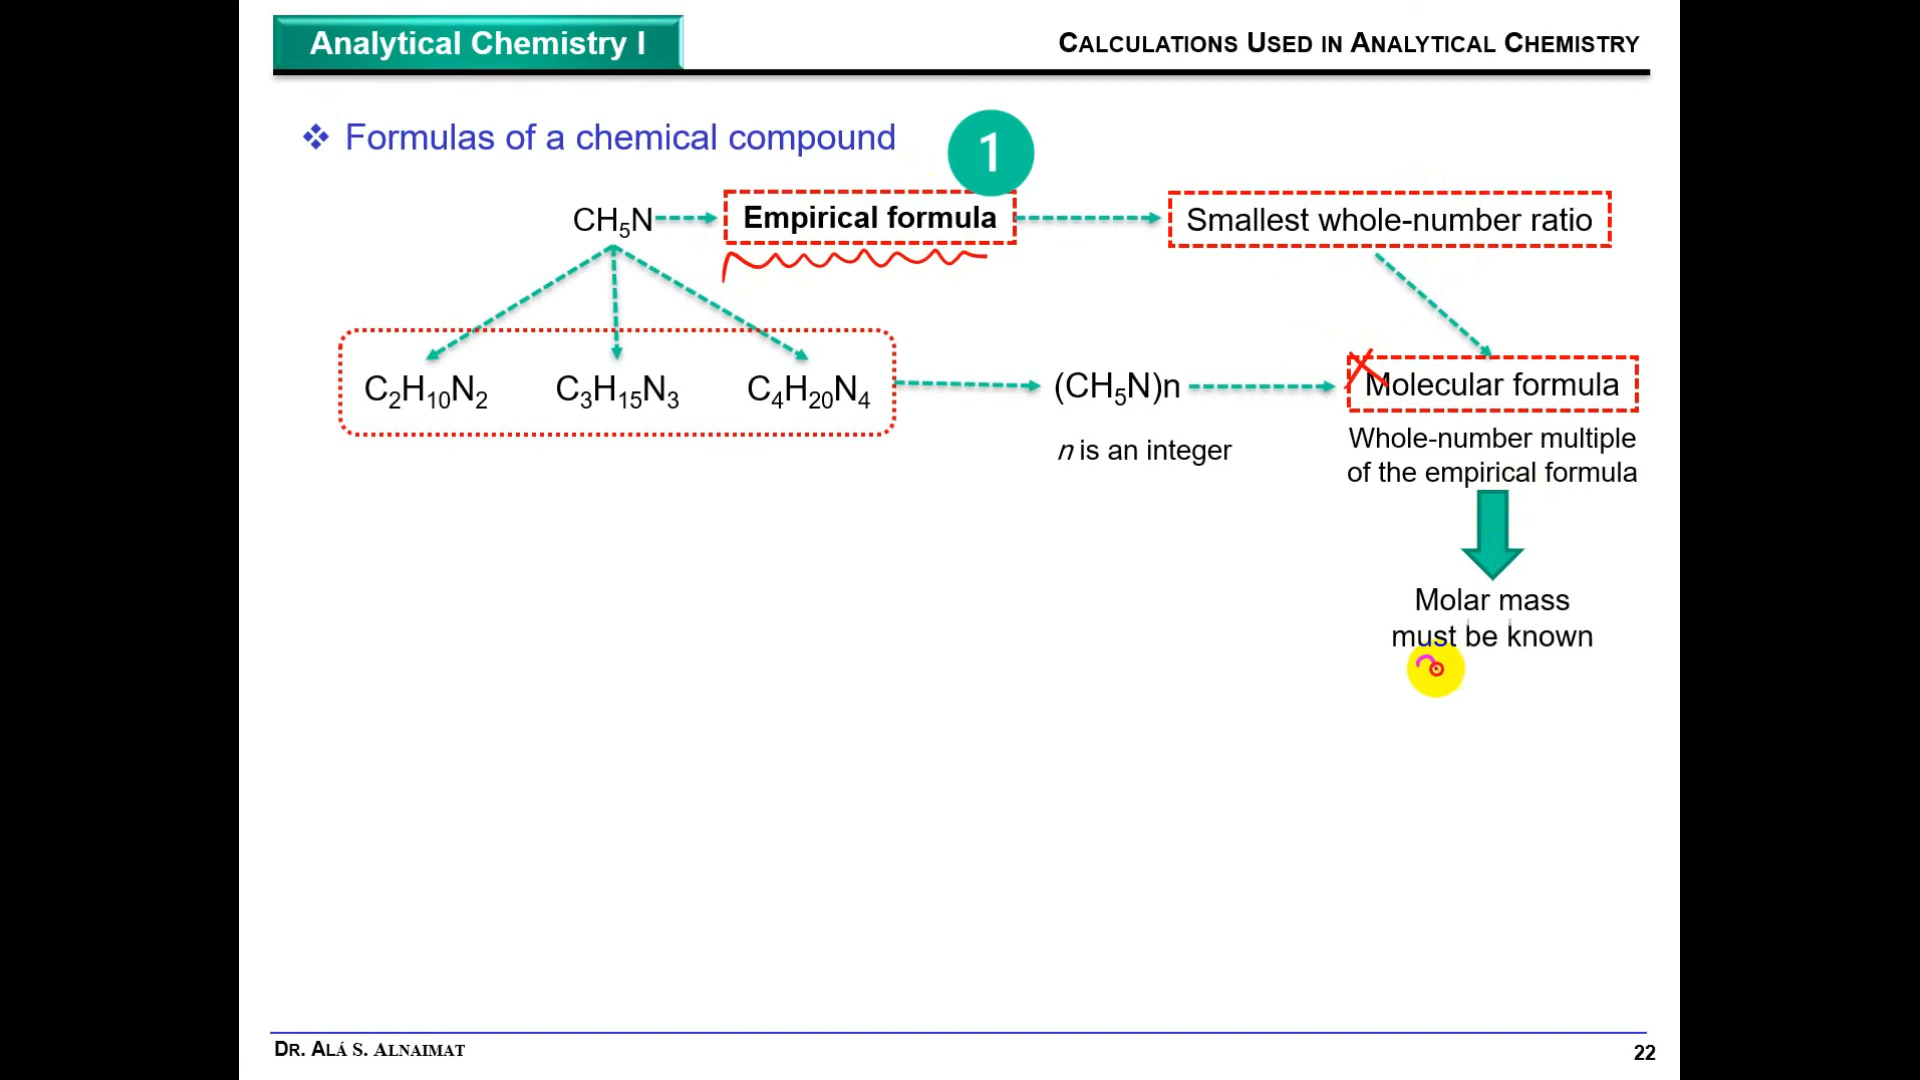 Analytical Chemistry I
CALCULATIONS USED IN ANALYTICAL CHEMISTRY
❖ Formulas of a chemical compound
1
CH₅N
Empirical formula
Smallest whole-number ratio
C₂H₁₀N₂ C₃H₁₅N₃ C₄H₂₀N₄
(CH₅N)n
Molecular formula
n is an integer
Whole-number multiple
of the empirical formula
Molar mass
must be known
DR. ALÁ S. ALNAIMAT
22